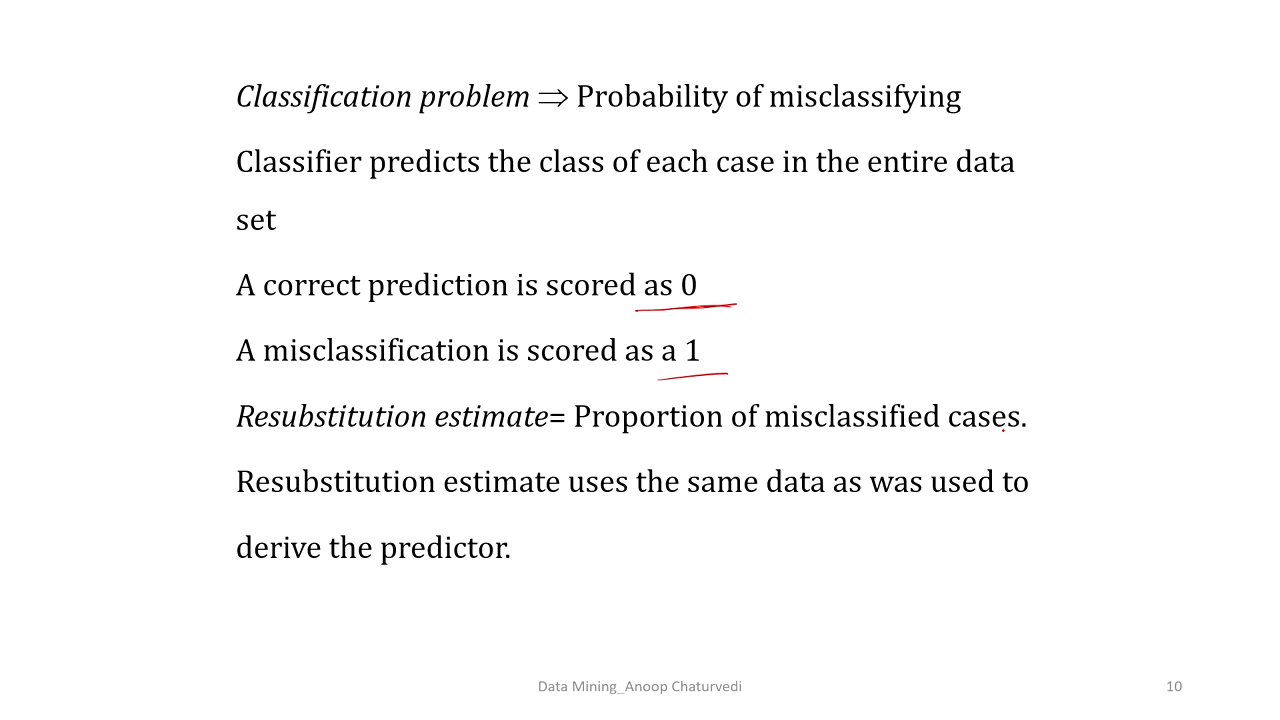 Classification problem ⟹ Probability of misclassifying
Classifier predicts the class of each case in the entire data
set
A correct prediction is scored as 0
A misclassification is scored as a 1
Resubstitution estimate= Proportion of misclassified cases.
Resubstitution estimate uses the same data as was used to
derive the predictor.
Data Mining_Anoop Chaturvedi
10